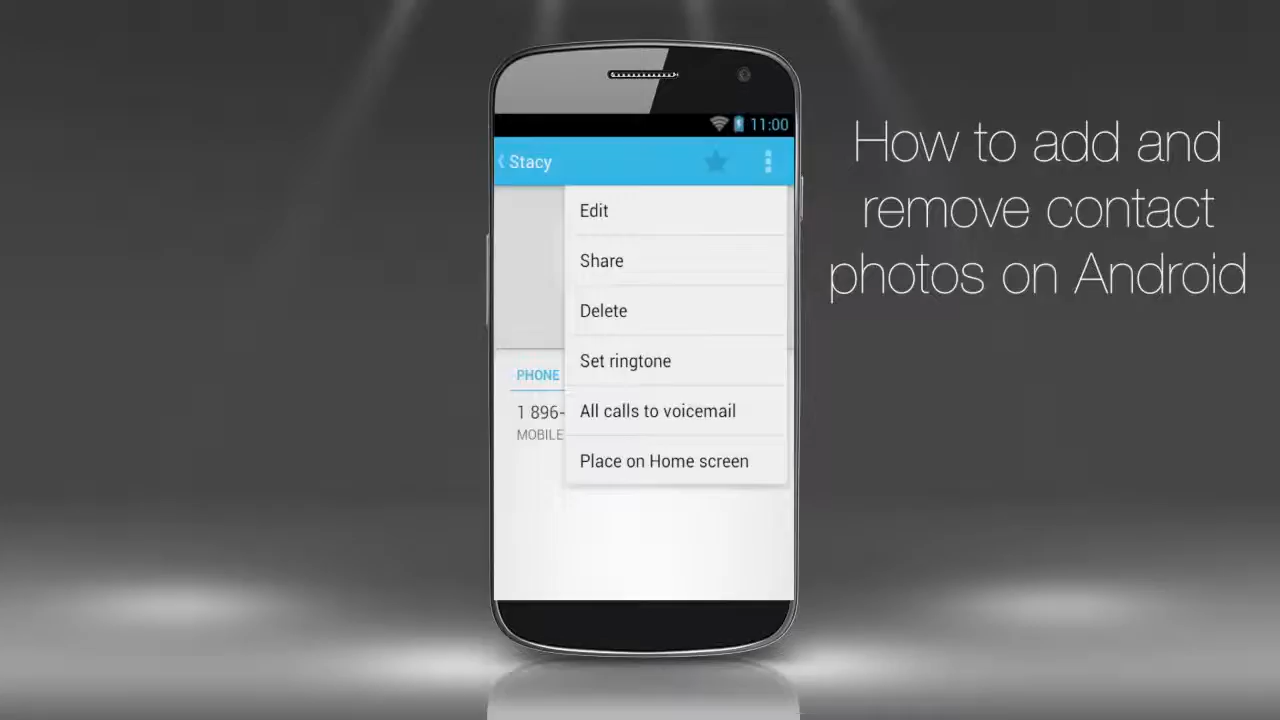 11:00
Stacy
Edit
Share
Delete
Set ringtone
PHONE
All calls to voicemail
1 896-
MOBILE
Place on Home screen
How to add and
remove contact
photos on Android